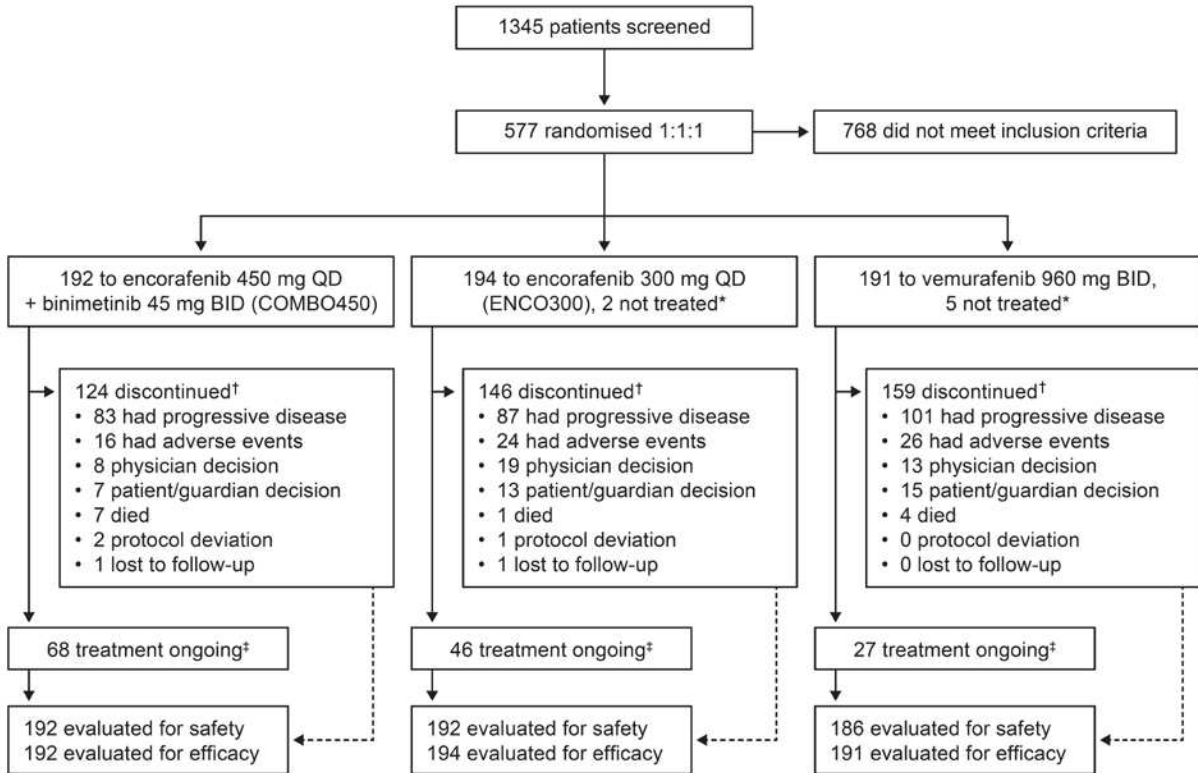 1345 patients screened
577 randomised 1:1:1
768 did not meet inclusion criteria
192 to encorafenib 450 mg QD
+ binimetinib 45 mg BID (COMBO450)
194 to encorafenib 300 mg QD
(ENCO300), 2 not treated*
191 to vemurafenib 960 mg BID,
5 not treated*
124 discontinued†
• 83 had progressive disease
• 16 had adverse events
• 8 physician decision
• 7 patient/guardian decision
• 7 died
• 2 protocol deviation
• 1 lost to follow-up
146 discontinued†
• 87 had progressive disease
• 24 had adverse events
• 19 physician decision
• 13 patient/guardian decision
• 1 died
• 1 protocol deviation
• 1 lost to follow-up
159 discontinued†
• 101 had progressive disease
• 26 had adverse events
• 13 physician decision
• 15 patient/guardian decision
• 4 died
• 0 protocol deviation
• 0 lost to follow-up
68 treatment ongoing‡
46 treatment ongoing‡
27 treatment ongoing‡
192 evaluated for safety
192 evaluated for efficacy
192 evaluated for safety
194 evaluated for efficacy
186 evaluated for safety
191 evaluated for efficacy